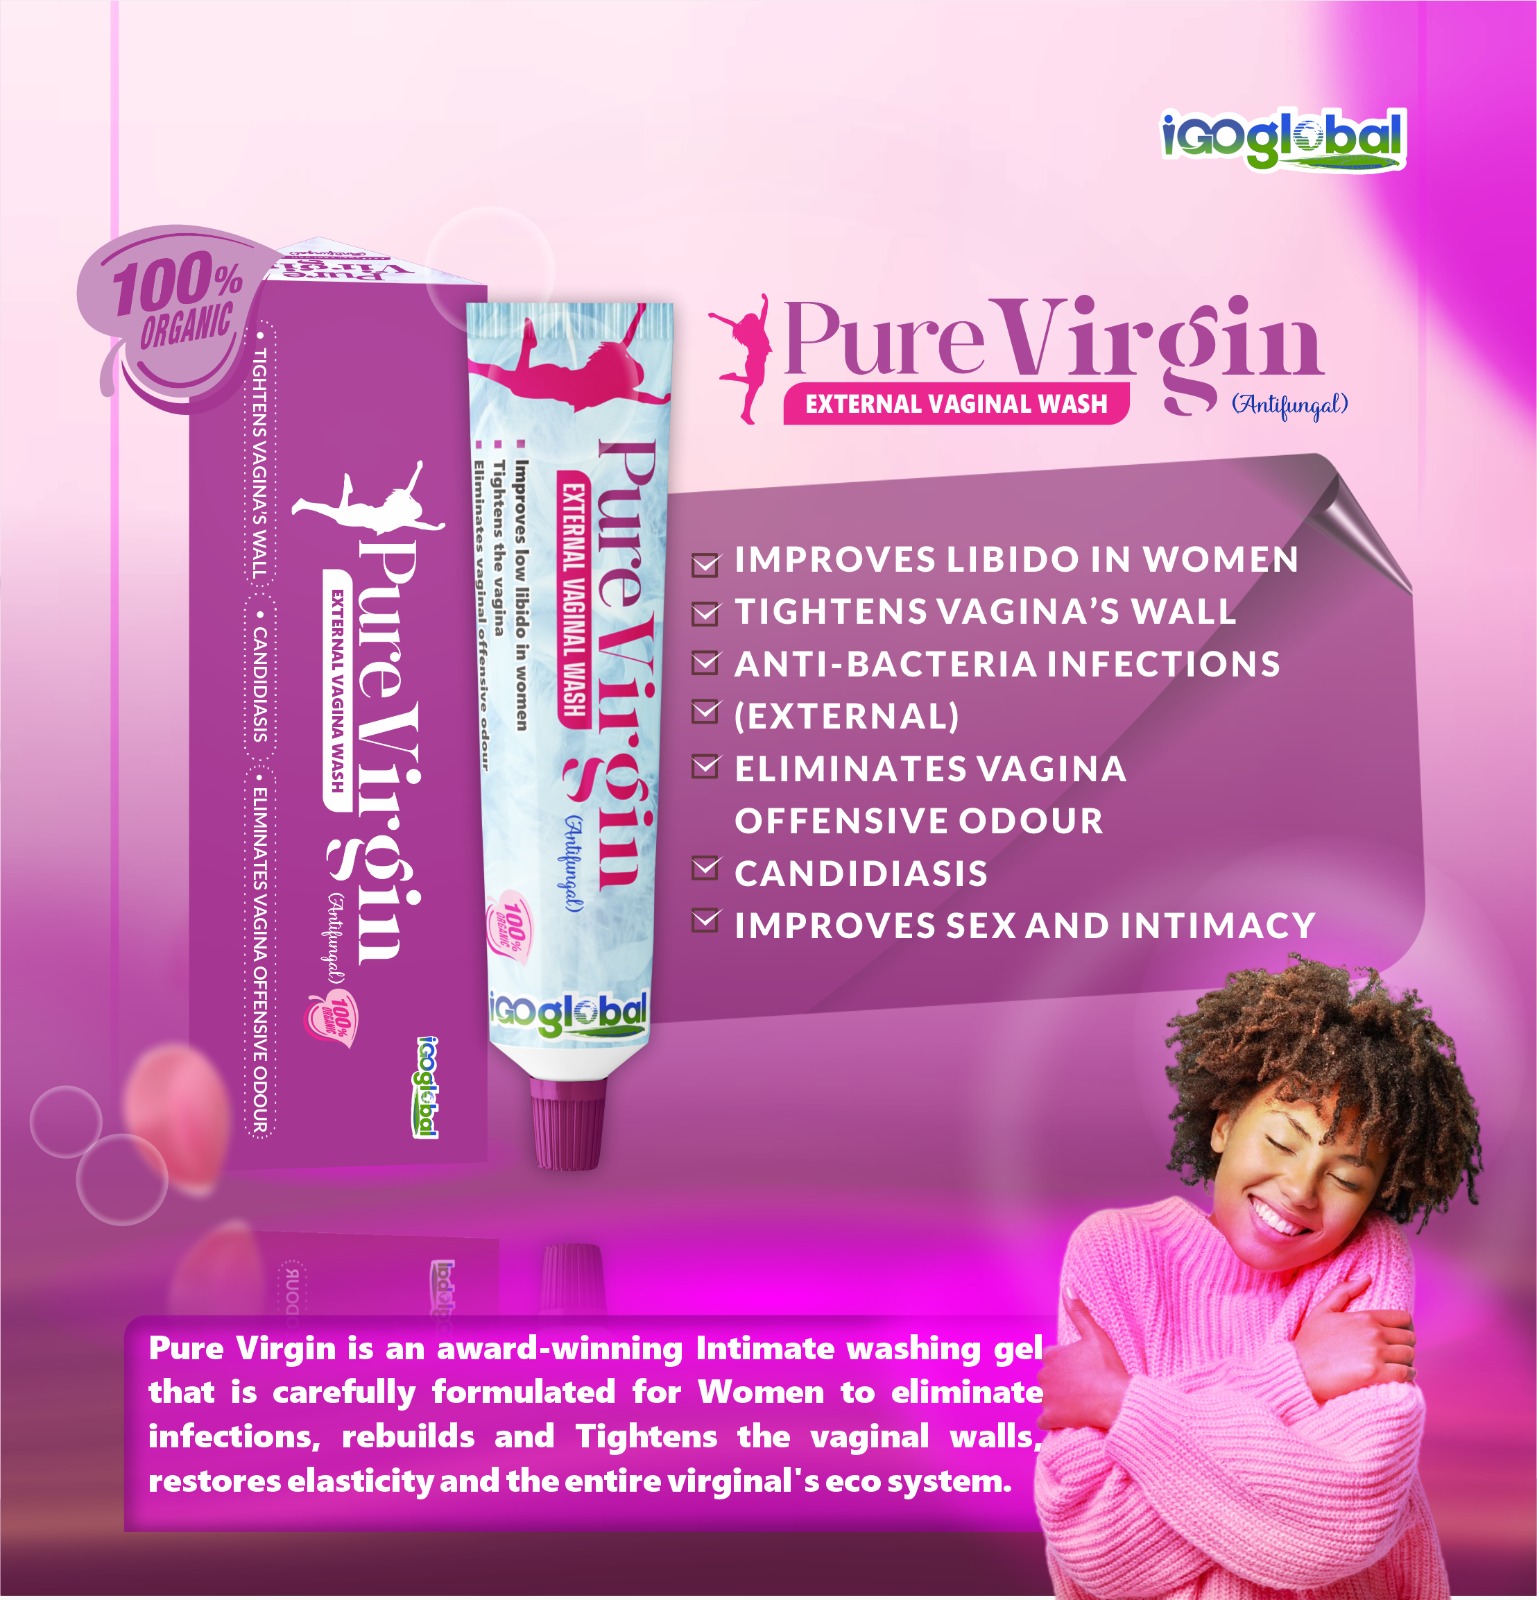 iGOglobal
100%
ORGANIC
Pure
Virgin
• TIGHTENS VAGINA'S WALL
• CANDIDIASIS
• ELIMINATES VAGINA OFFENSIVE ODOUR
Pure Virgin
EXTERNAL VAGINA WASH
(Antifungal)
100%
ORGANIC
iGOglobal
Pure Virgin
EXTERNAL VAGINAL WASH
(Antifungal)
Improves low libido in women
Tightens the vagina
Eliminates vaginal offensive odour
100%
ORGANIC
iGOglobal
Pure Virgin
EXTERNAL VAGINAL WASH
(Antifungal)
IMPROVES LIBIDO IN WOMEN
TIGHTENS VAGINA'S WALL
ANTI-BACTERIA INFECTIONS
(EXTERNAL)
ELIMINATES VAGINA
OFFENSIVE ODOUR
CANDIDIASIS
IMPROVES SEX AND INTIMACY
Pure Virgin is an award-winning Intimate washing gel
that is carefully formulated for Women to eliminate
infections, rebuilds and Tightens the vaginal walls,
restores elasticity and the entire virginal's eco system.